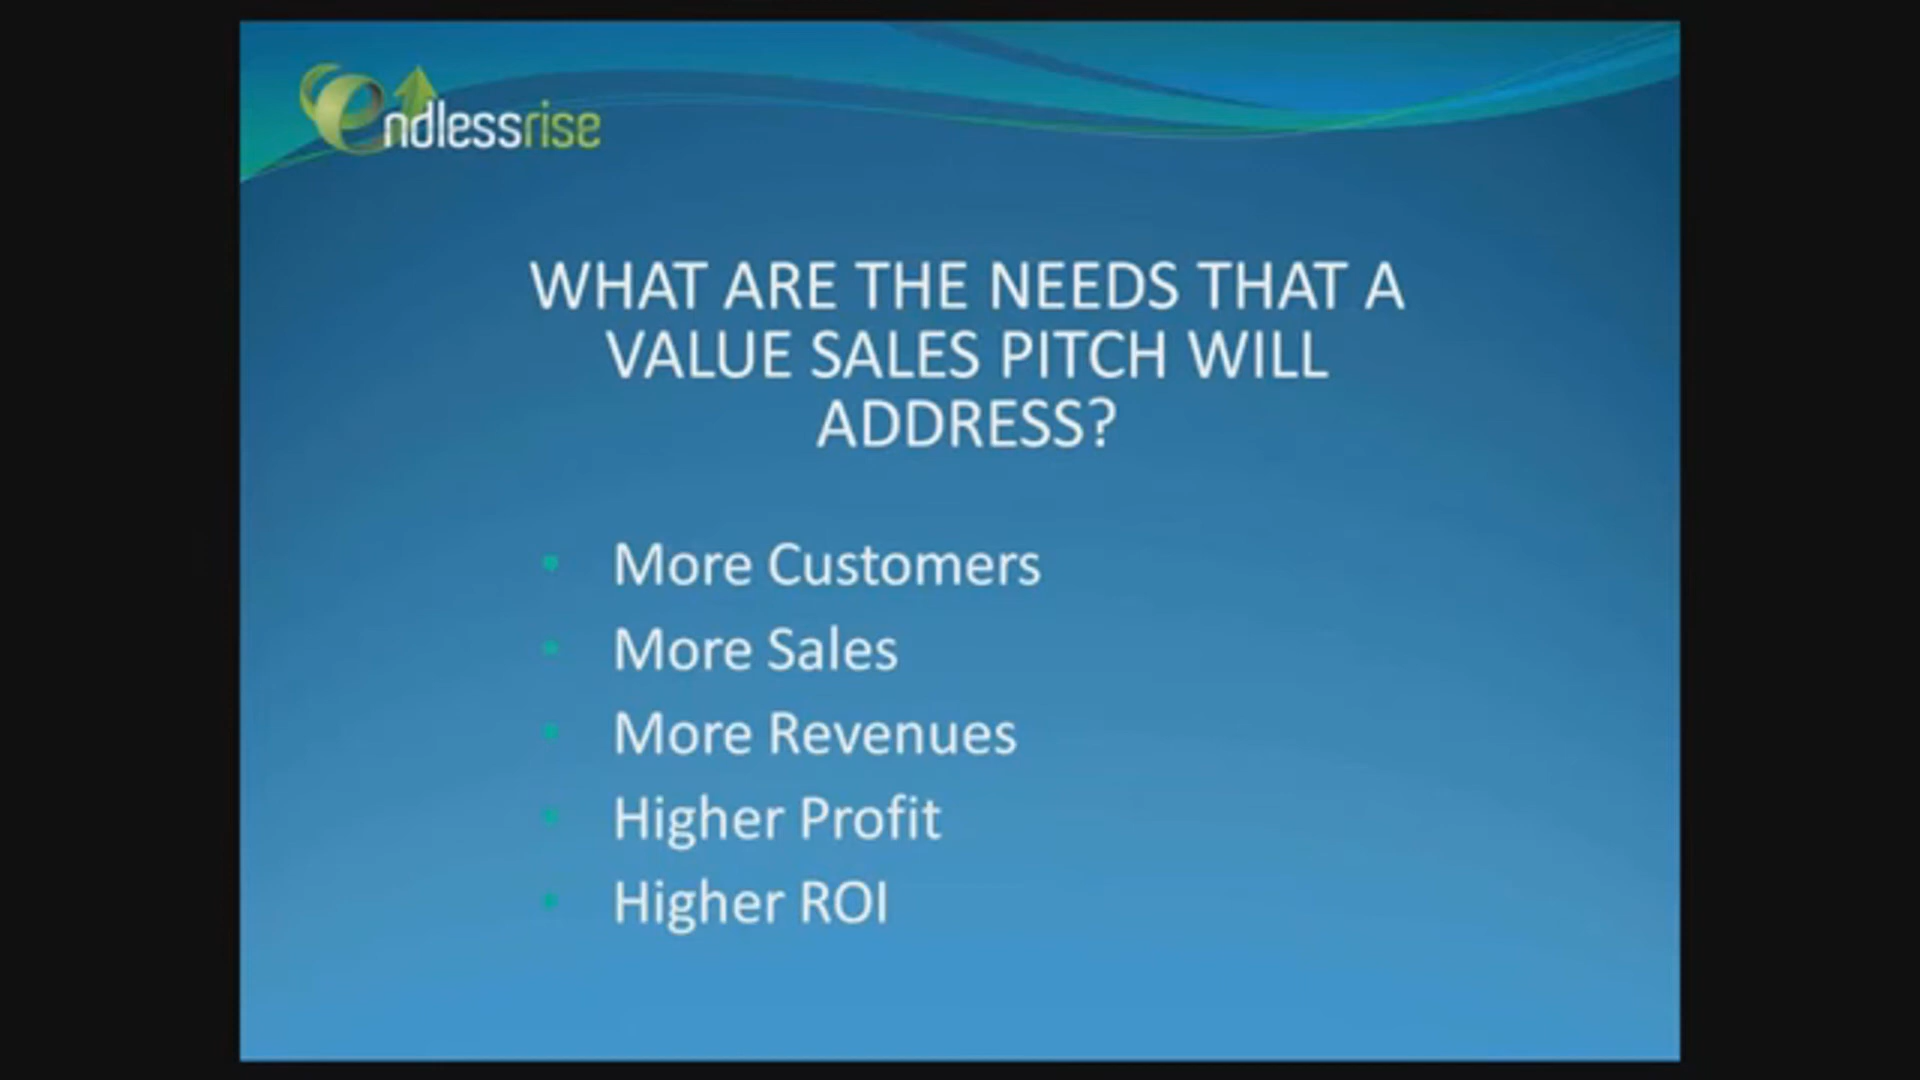 endlessrise
WHAT ARE THE NEEDS THAT A
VALUE SALES PITCH WILL
ADDRESS?
• More Customers
• More Sales
• More Revenues
• Higher Profit
• Higher ROI